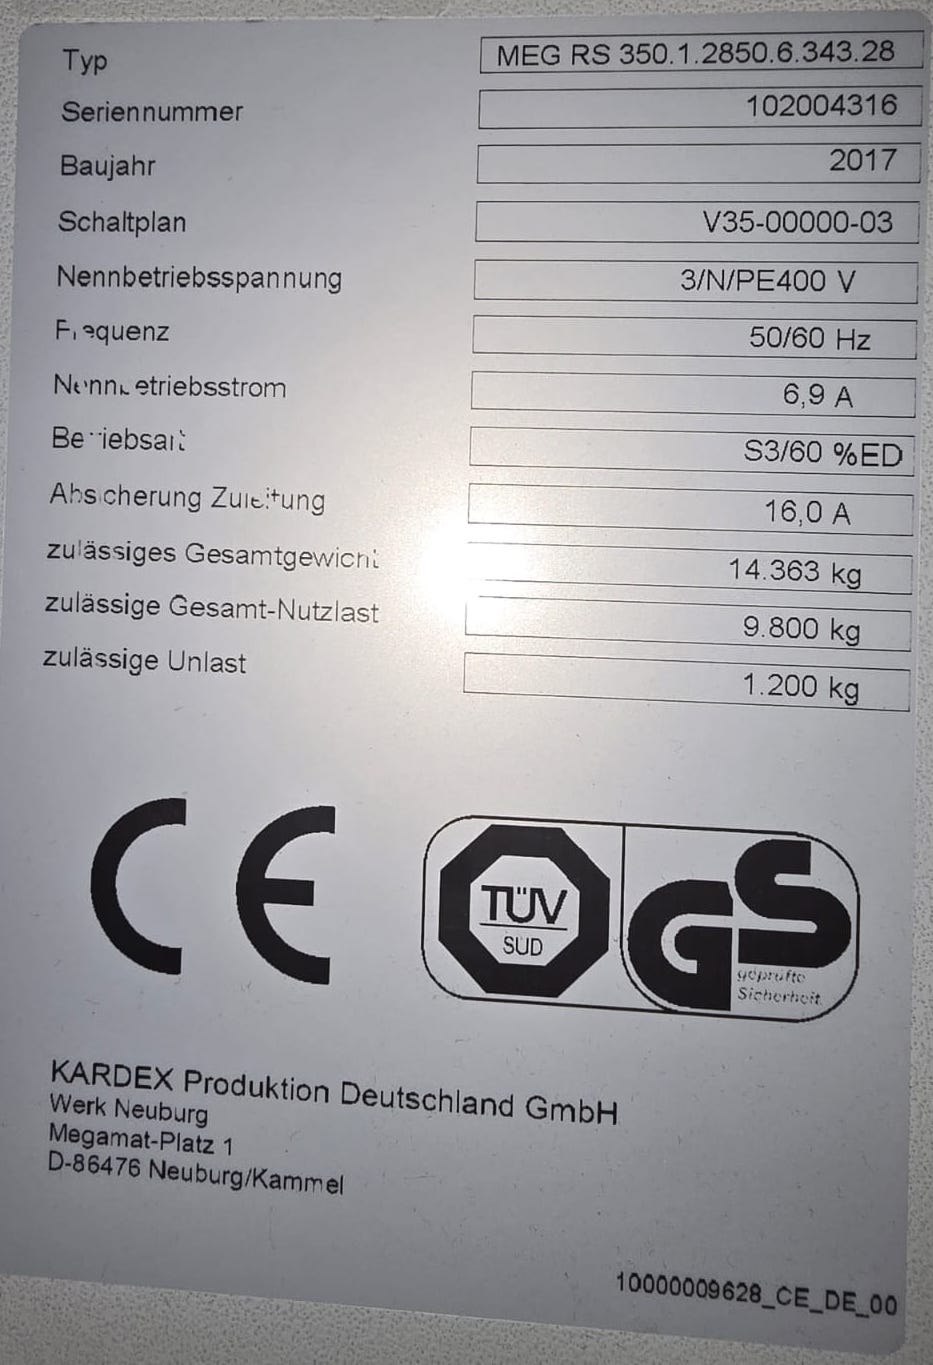 Typ MEG RS 350.1.2850.6.343.28
Seriennummer 102004316
Baujahr 2017
Schaltplan V35-00000-03
Nennbetriebsspannung 3/N/PE400 V
Frequenz 50/60 Hz
Nennbetriebsstrom 6,9 A
Betriebsart S3/60 %ED
Absicherung Zuleitung 16,0 A
zulässiges Gesamtgewicht 14.363 kg
zulässige Gesamt-Nutzlast 9.800 kg
zulässige Unlast 1.200 kg
CE
TÜV
SÜD
GS
geprüfte
Sicherheit
KARDEX Produktion Deutschland GmbH
Werk Neuburg
Megamat-Platz 1
D-86476 Neuburg/Kammel
10000009628_CE_DE_00